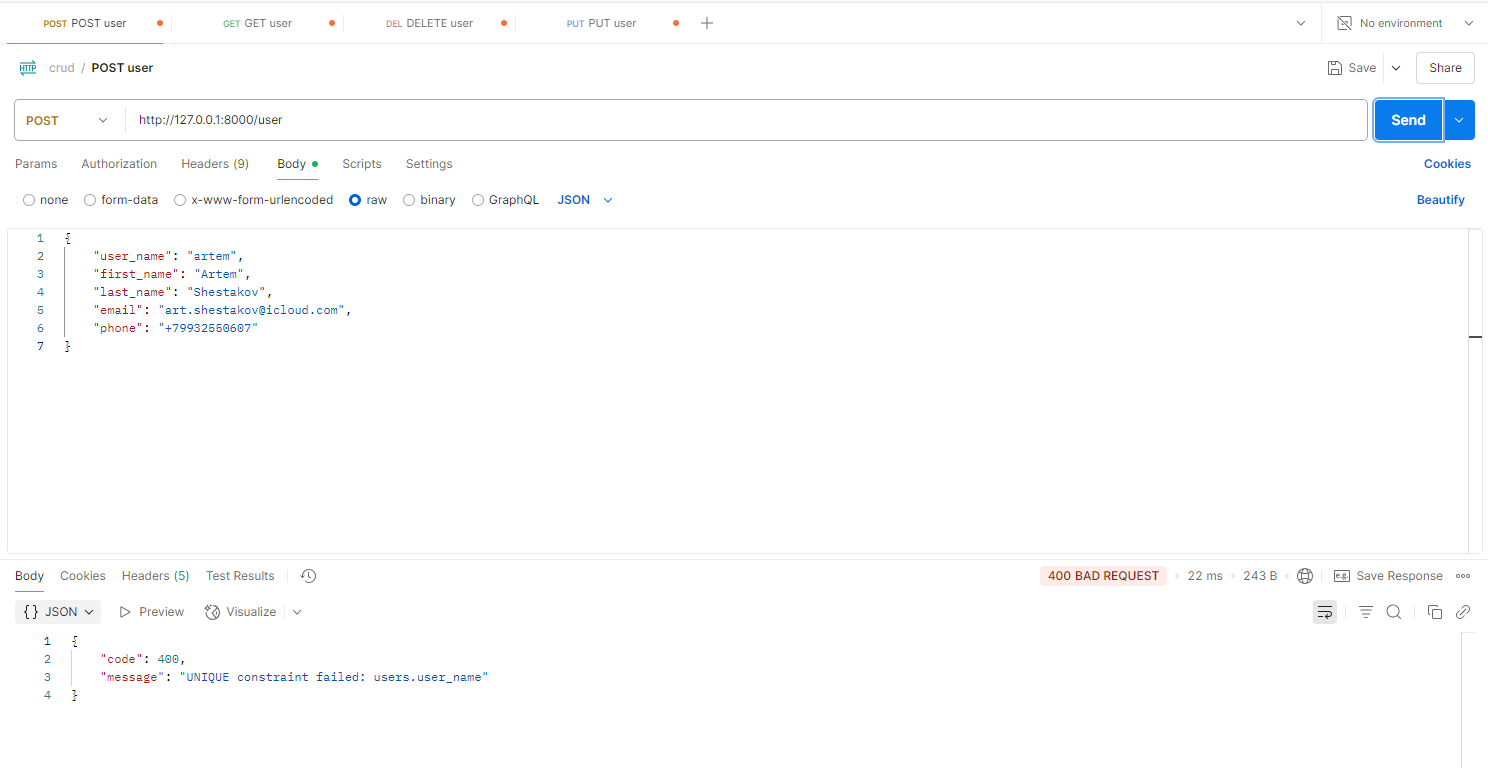 POST POST user GET GET user DEL DELETE user PUT PUT user No environment
HTTP crud / POST user Save Share
POST http://127.0.0.1:8000/user Send
Params Authorization Headers (9) Body Scripts Settings Cookies
none form-data x-www-form-urlencoded raw binary GraphQL JSON Beautify
1 {
2 "user_name": "artem",
3 "first_name": "Artem",
4 "last_name": "Shestakov",
5 "email": "art.shestakov@icloud.com",
6 "phone": "+79932550607"
7 }
Body Cookies Headers (5) Test Results 400 BAD REQUEST 22 ms 243 B e.g. Save Response
{} JSON Preview Visualize
1 {
2 "code": 400,
3 "message": "UNIQUE constraint failed: users.user_name"
4 }